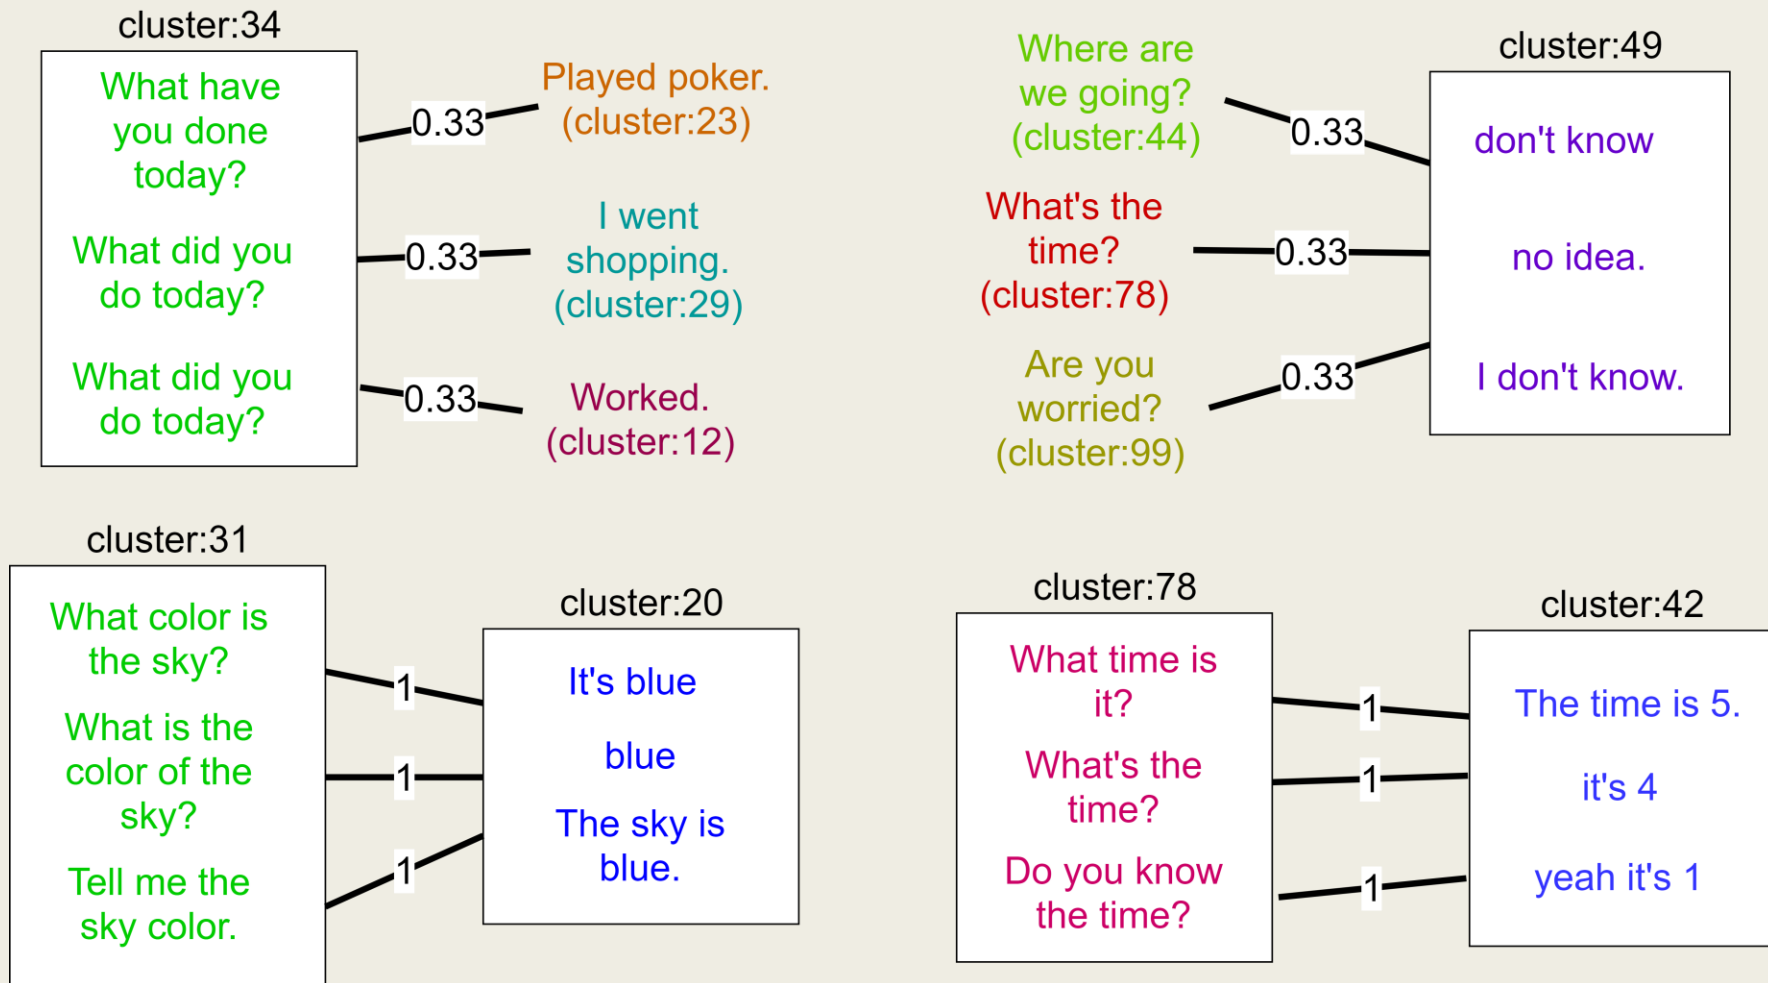 cluster:34
What have
you done
today?
What did you
do today?
What did you
do today?
0.33
0.33
0.33
Played poker.
(cluster:23)
I went
shopping.
(cluster:29)
Worked.
(cluster:12)
Where are
we going?
(cluster:44)
What's the
time?
(cluster:78)
Are you
worried?
(cluster:99)
0.33
0.33
0.33
cluster:49
don't know
no idea.
I don't know.
cluster:31
What color is
the sky?
What is the
color of the
sky?
Tell me the
sky color.
1
1
1
cluster:20
It's blue
blue
The sky is
blue.
cluster:78
What time is
it?
What's the
time?
Do you know
the time?
1
1
1
cluster:42
The time is 5.
it's 4
yeah it's 1